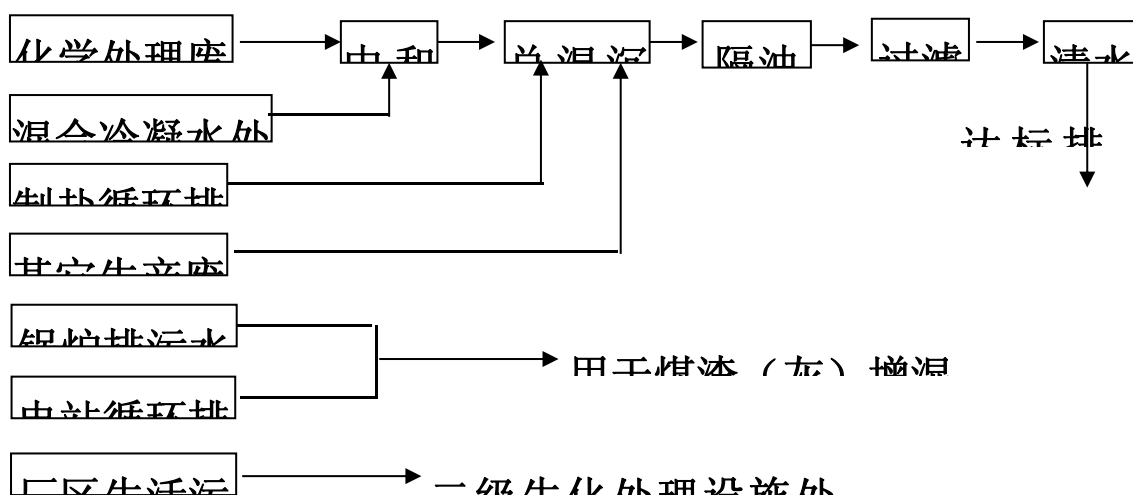 化学处理废
中和
总混沉
隔油
过滤
清水
混合冷凝水处
达标排
制盐循环排
其它生产废
锅炉排污水
用于煤渣（灰）增湿
电站循环排
厂区生活污
二级生化处理设施处